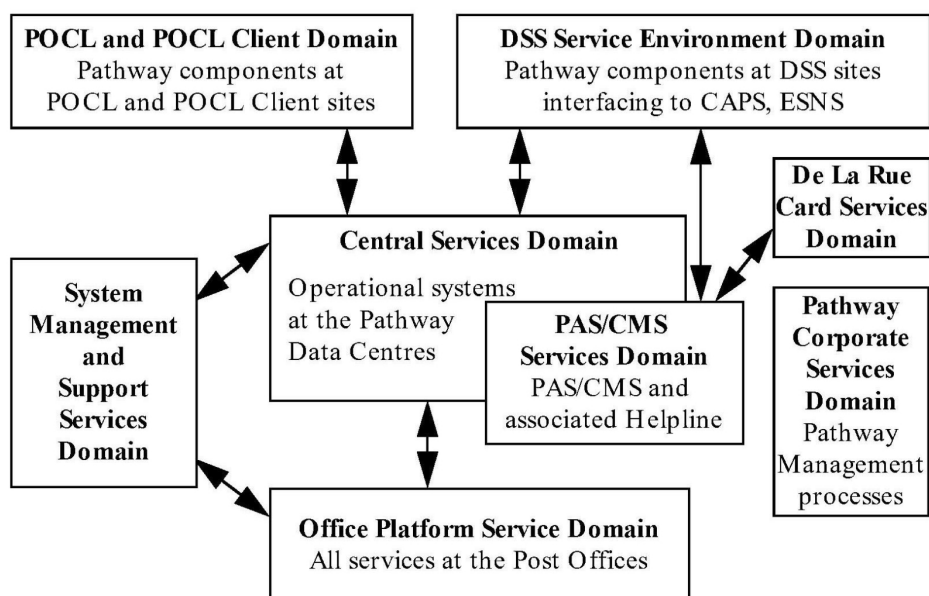 POCL and POCL Client Domain
Pathway components at
POCL and POCL Client sites
DSS Service Environment Domain
Pathway components at DSS sites
interfacing to CAPS, ESNS
De La Rue
Card Services
Domain
Central Services Domain
Operational systems
at the Pathway
Data Centres
System
Management
and
Support
Services
Domain
PAS/CMS
Services Domain
PAS/CMS and
associated Helpline
Pathway
Corporate
Services
Domain
Pathway
Management
processes
Office Platform Service Domain
All services at the Post Offices